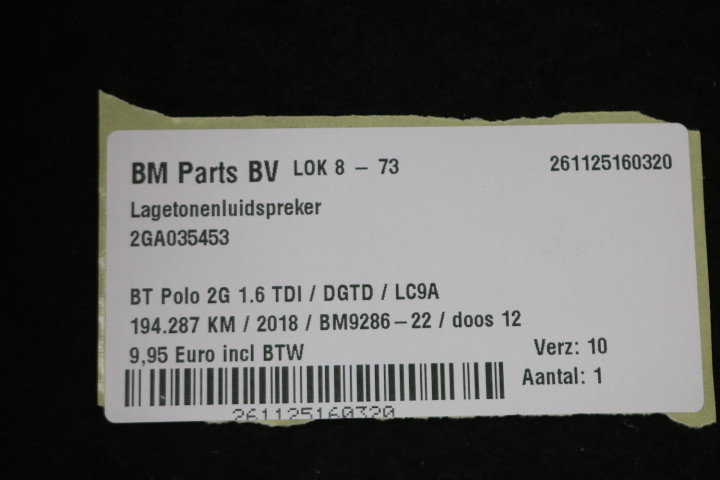 BM Parts BV LOK 8 – 73 261125160320
Lagetonenluidspreker
2GA035453
BT Polo 2G 1.6 TDI / DGTD / LC9A
194.287 KM / 2018 / BM9286–22 / doos 12
9,95 Euro incl BTW Verz: 10
Aantal: 1
261125160320